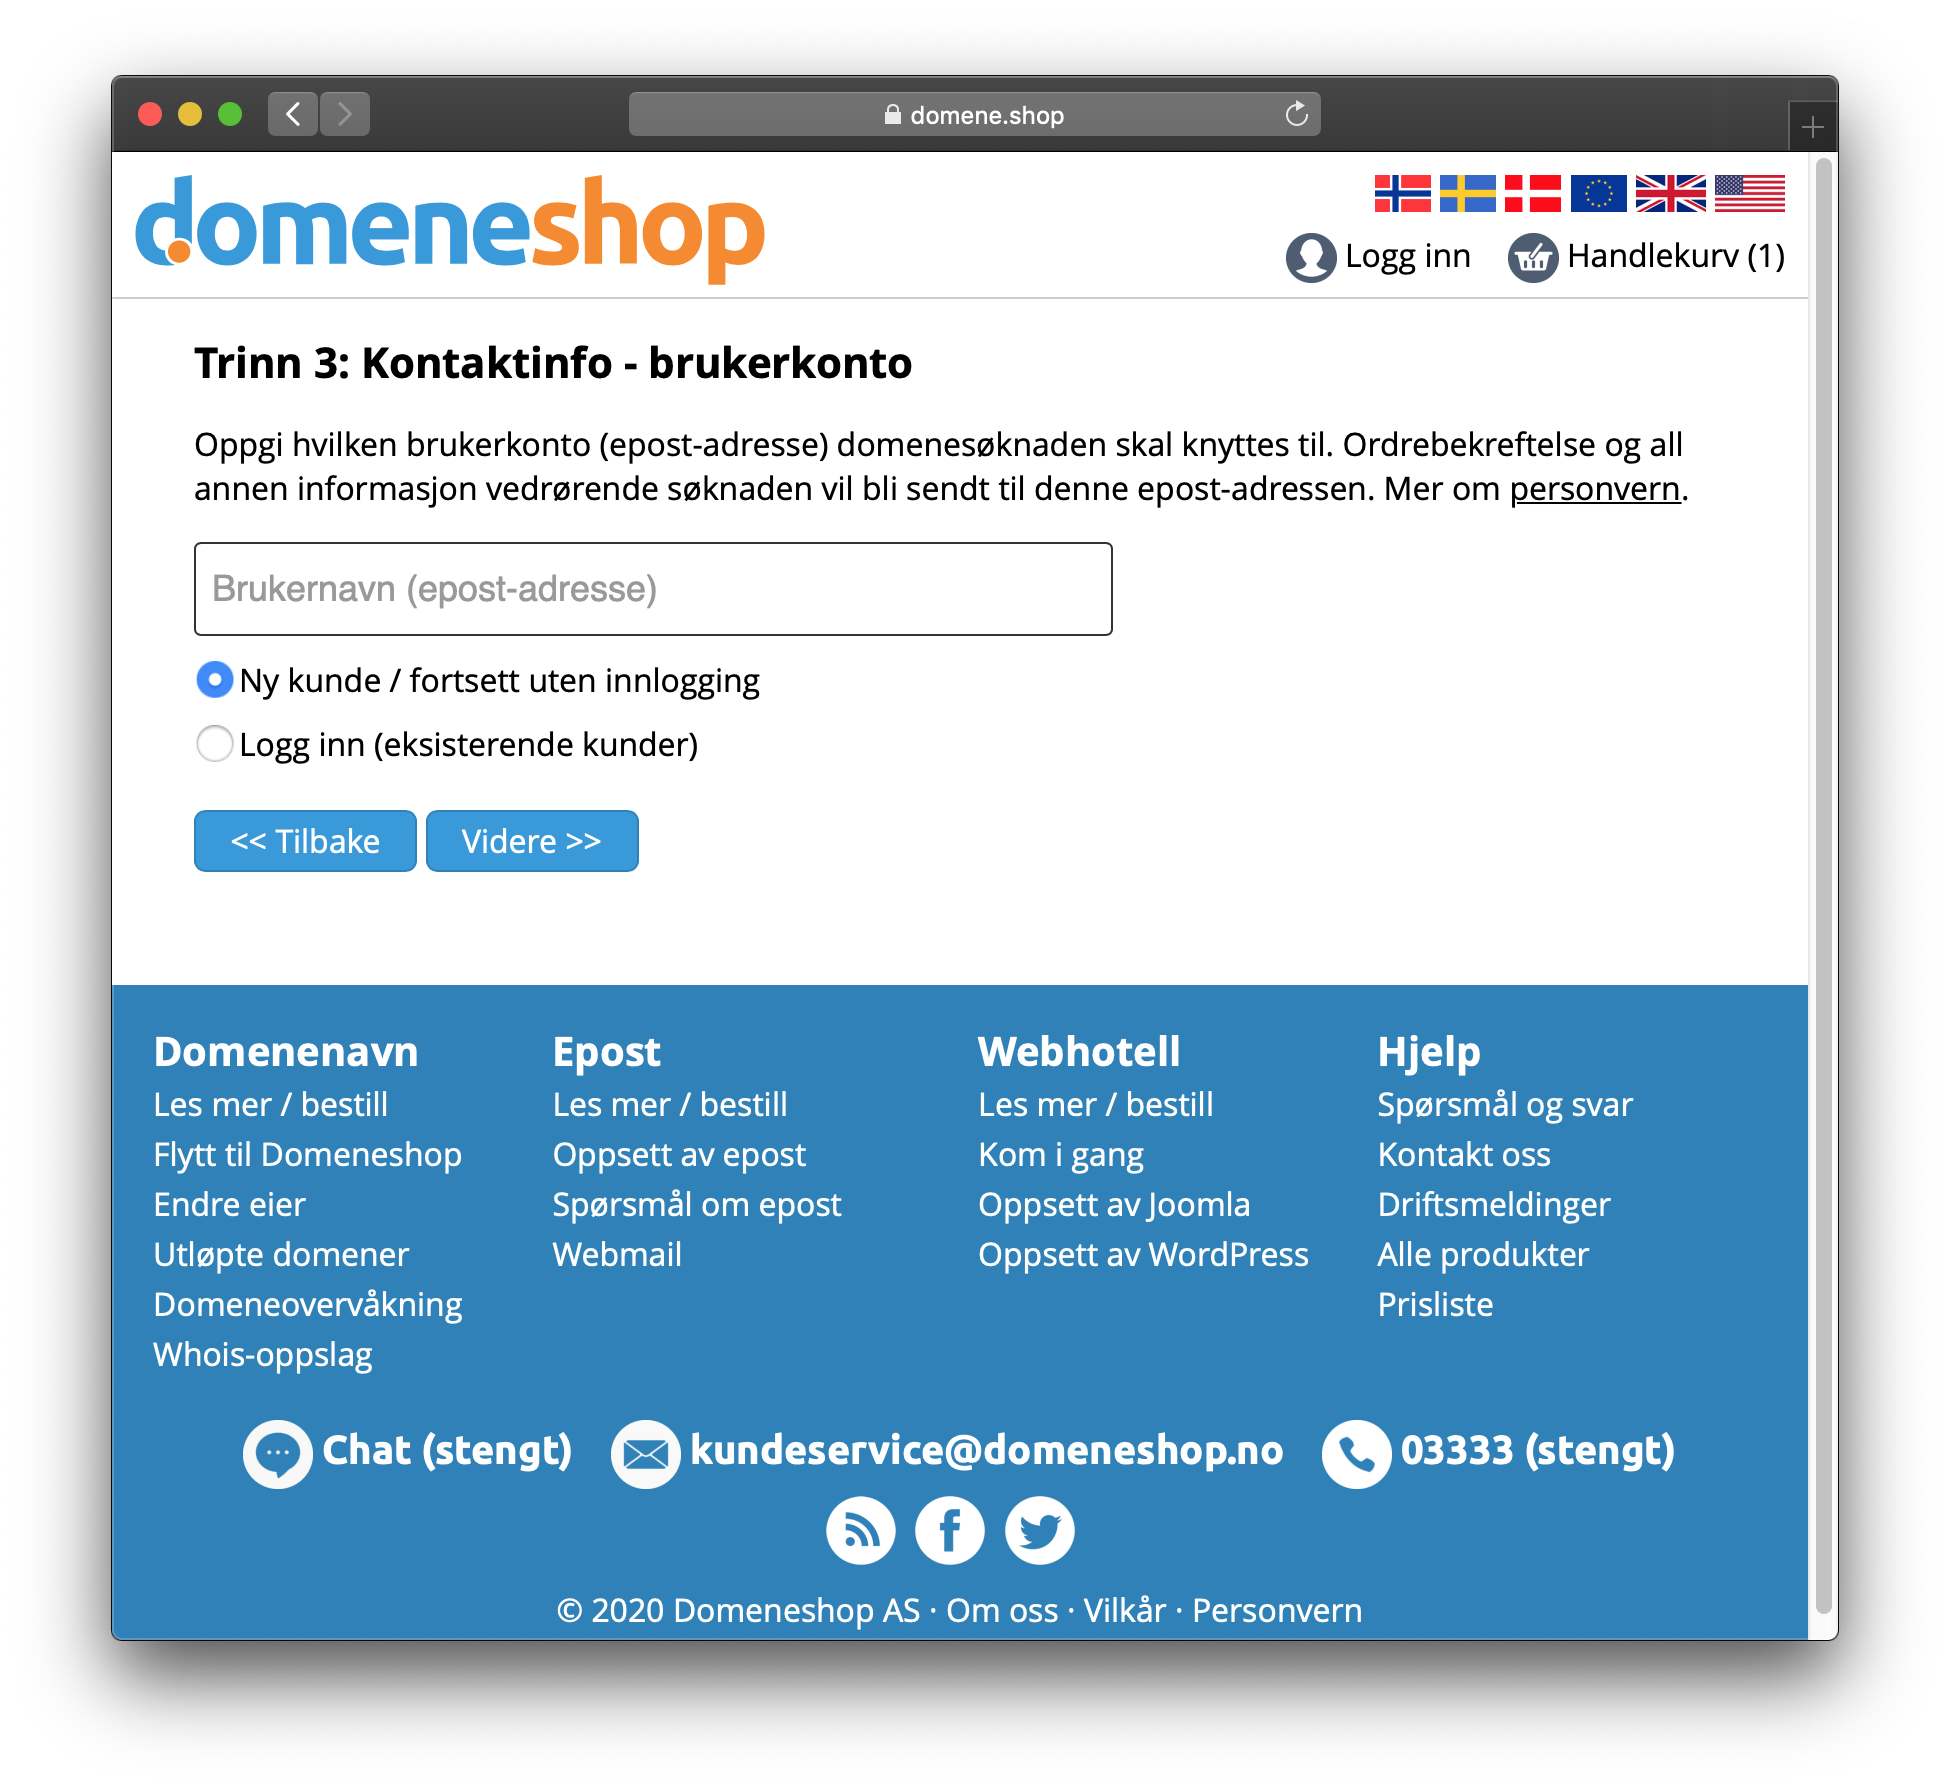 domene.shop
domeneshop
Logg inn
Handlekurv (1)
Trinn 3: Kontaktinfo - brukerkonto
Oppgi hvilken brukerkonto (epost-adresse) domenesøknaden skal knyttes til. Ordrebekreftelse og all
annen informasjon vedrørende søknaden vil bli sendt til denne epost-adressen. Mer om personvern.
Brukernavn (epost-adresse)
Ny kunde / fortsett uten innlogging
Logg inn (eksisterende kunder)
<< Tilbake
Videre >>
Domenenavn
Les mer / bestill
Flytt til Domeneshop
Endre eier
Utløpte domener
Domeneovervåkning
Whois-oppslag
Epost
Les mer / bestill
Oppsett av epost
Spørsmål om epost
Webmail
Webhotell
Les mer / bestill
Kom i gang
Oppsett av Joomla
Oppsett av WordPress
Hjelp
Spørsmål og svar
Kontakt oss
Driftsmeldinger
Alle produkter
Prisliste
Chat (stengt)
kundeservice@domeneshop.no
03333 (stengt)
© 2020 Domeneshop AS · Om oss · Vilkår · Personvern